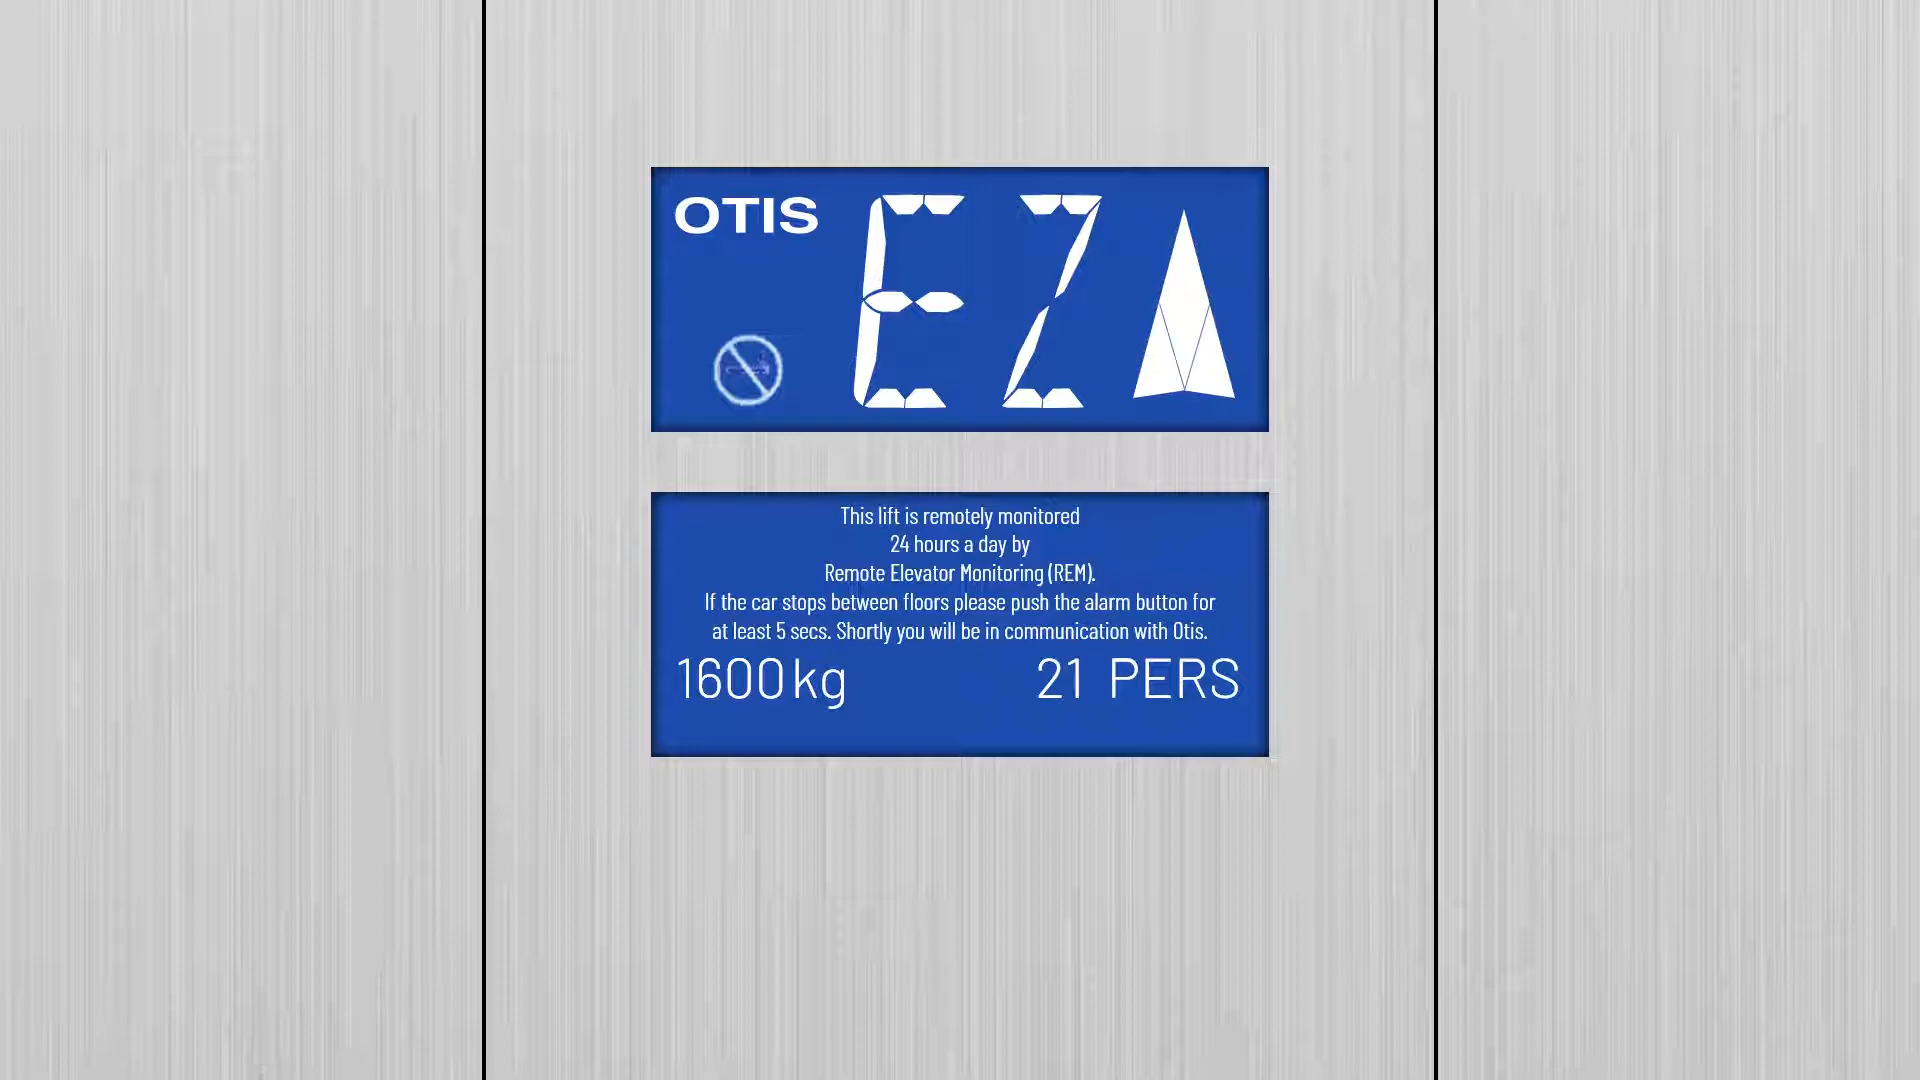 OTIS
EZ
This lift is remotely monitored
24 hours a day by
Remote Elevator Monitoring (REM).
If the car stops between floors please push the alarm button for
at least 5 secs. Shortly you will be in communication with Otis.
1600kg 21 PERS